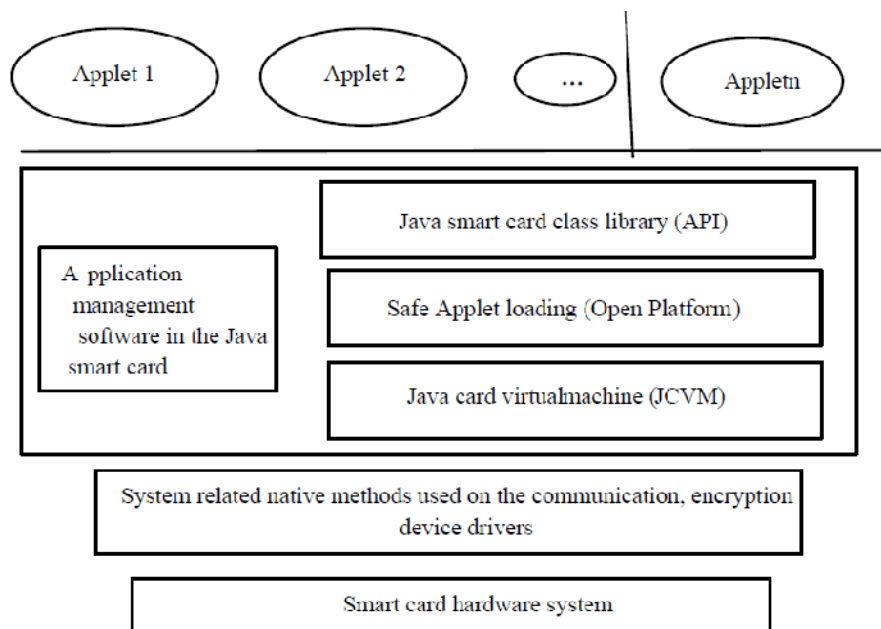 Applet 1
Applet 2
...
Appletn
Java smart card class library (API)
A pplication
management
software in the Java
smart card
Safe Applet loading (Open Platform)
Java card virtualmachine (JCVM)
System related native methods used on the communication, encryption
device drivers
Smart card hardware system